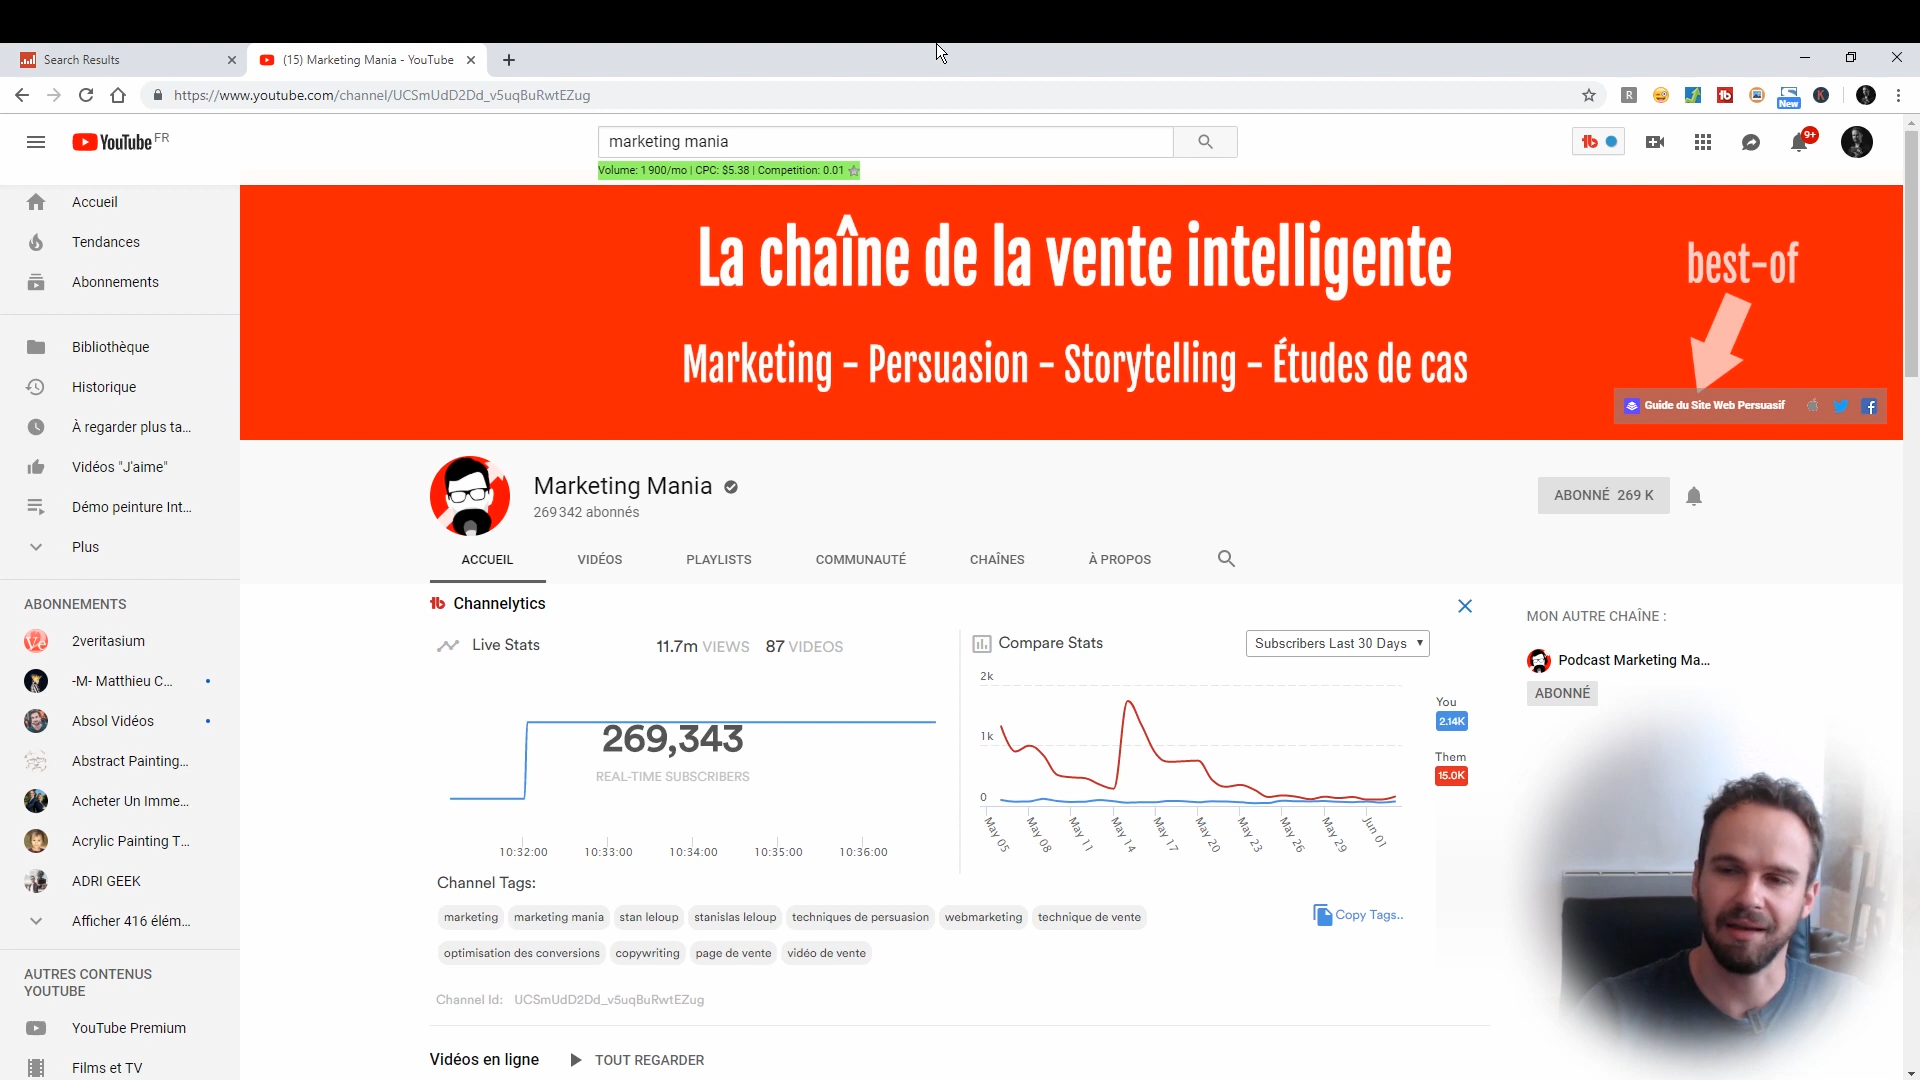 Search Results
(15) Marketing Mania - YouTube
https://www.youtube.com/channel/UCSmUdD2Dd_v5uqBuRwtEZug
R
tb
New
K
YouTube FR
marketing mania
tb
9+
Volume: 1 900/mo | CPC: $5.38 | Competition: 0.01
Accueil
Tendances
Abonnements
Bibliothèque
Historique
À regarder plus ta...
Vidéos "J'aime"
Démo peinture Int...
Plus
ABONNEMENTS
2veritasium
-M- Matthieu C...
Absol Vidéos
Abstract Painting...
Acheter Un Imme...
Acrylic Painting T...
ADRI GEEK
Afficher 416 élém...
AUTRES CONTENUS
YOUTUBE
YouTube Premium
Films et TV
La chaîne de la vente intelligente
Marketing - Persuasion - Storytelling - Études de cas
best-of
Guide du Site Web Persuasif
Marketing Mania
269 342 abonnés
ABONNÉ 269 K
ACCUEIL
VIDÉOS
PLAYLISTS
COMMUNAUTÉ
CHAÎNES
À PROPOS
tb Channelytics
Live Stats
11.7m VIEWS 87 VIDEOS
269,343
REAL-TIME SUBSCRIBERS
10:32:00
10:33:00
10:34:00
10:35:00
10:36:00
Compare Stats
Subscribers Last 30 Days
2k
1k
0
May 05
May 08
May 11
May 14
May 17
May 20
May 23
May 26
May 29
Jun 01
You
2.14K
Them
15.0K
Channel Tags:
marketing
marketing mania
stan leloup
stanislas leloup
techniques de persuasion
webmarketing
technique de vente
optimisation des conversions
copywriting
page de vente
vidéo de vente
Copy Tags..
Channel Id: UCSmUdD2Dd_v5uqBuRwtEZug
Vidéos en ligne
TOUT REGARDER
MON AUTRE CHAÎNE :
Podcast Marketing Ma...
ABONNÉ